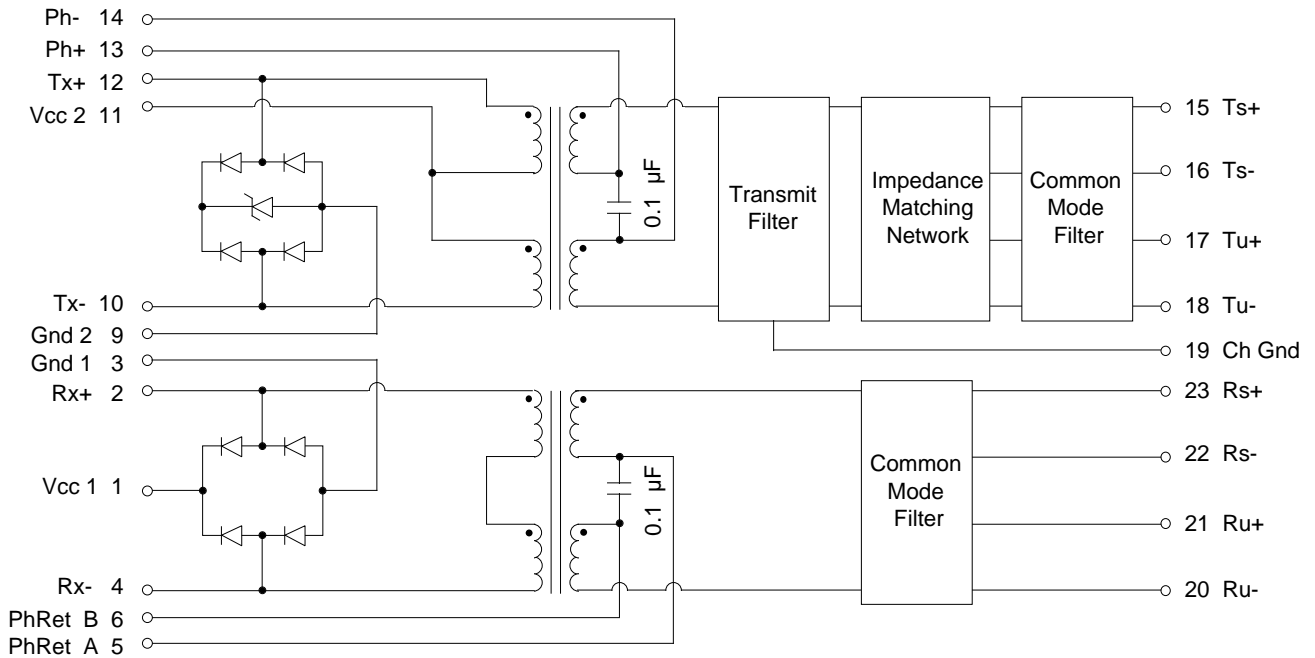 Ph- 14
Ph+ 13
Tx+ 12
Vcc 2 11
Tx- 10
Gnd 2 9
Gnd 1 3
Rx+ 2
Vcc 1 1
Rx- 4
PhRet B 6
PhRet A 5
0.1 µF
0.1 µF
Transmit
Filter
Impedance
Matching
Network
Common
Mode
Filter
Common
Mode
Filter
15 Ts+
16 Ts-
17 Tu+
18 Tu-
19 Ch Gnd
23 Rs+
22 Rs-
21 Ru+
20 Ru-